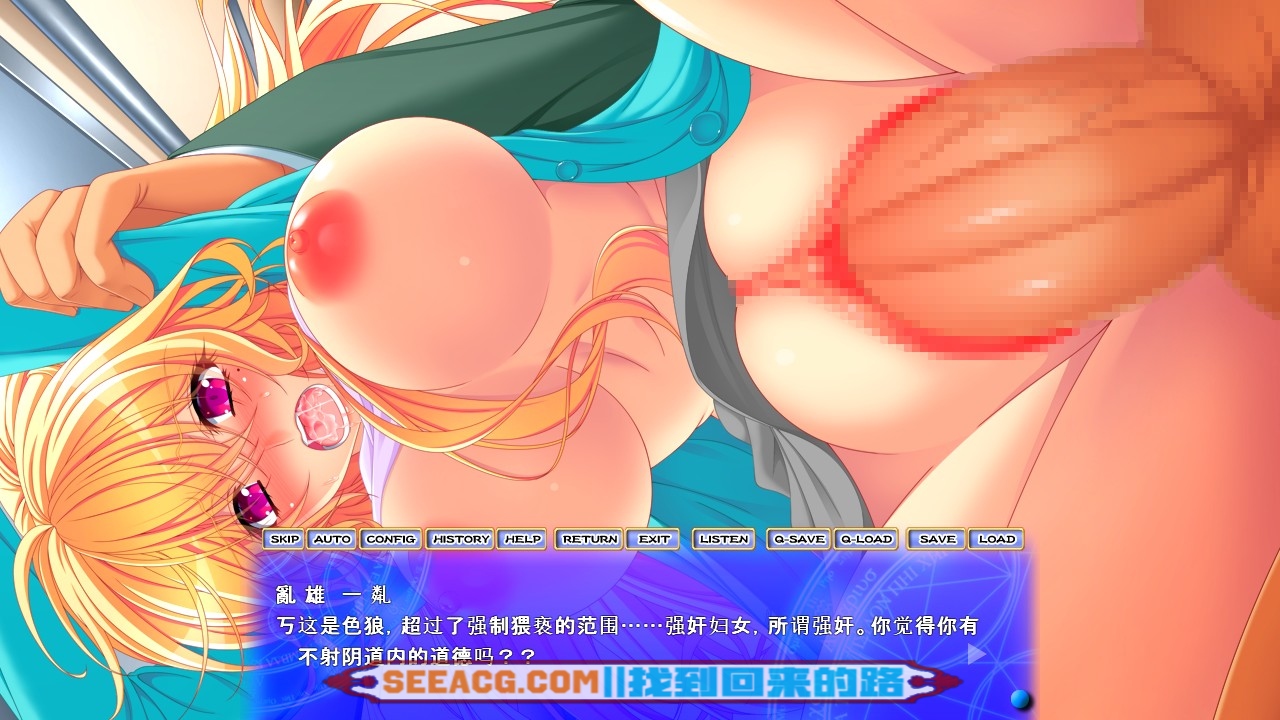 SKIP AUTO CONFIG HISTORY HELP RETURN EXIT LISTEN Q-SAVE Q-LOAD SAVE LOAD
亂雄一
丂这是色狼，超过了强制猥亵的范围……强奸妇女，所谓强奸。你觉得你有
不射阴道内的道德吗？？
SEEACG.COM||找到回来的路